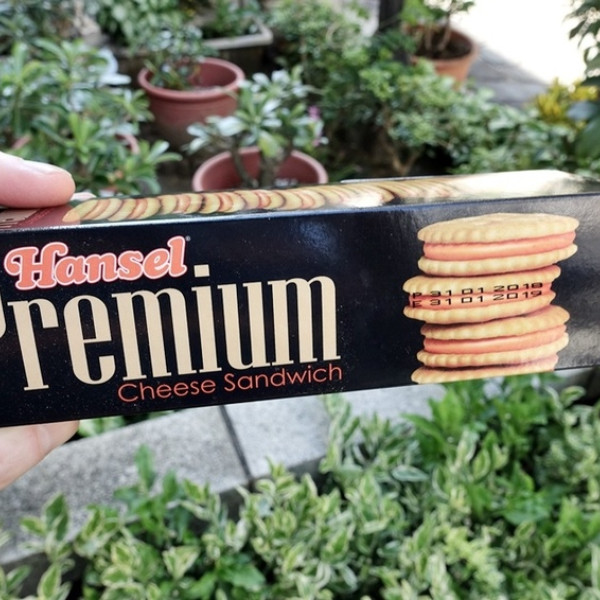 Hansel
Premium
Cheese Sandwich
P 31 01 2018
E 31 01 2019